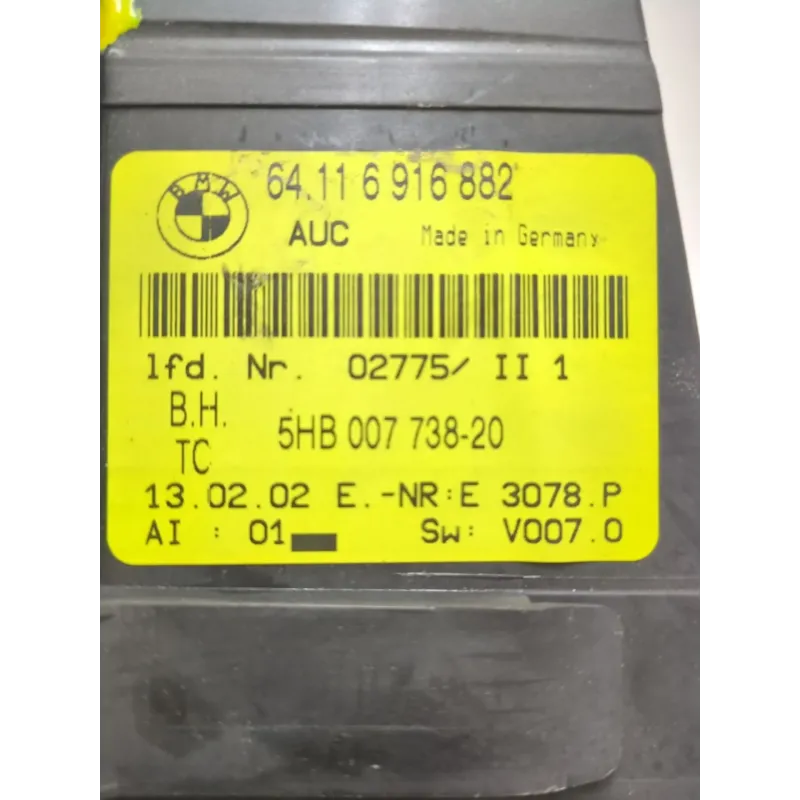 BMW
64.11 6 916 882
AUC Made in Germany
lfd. Nr. 02775/ II 1
B.H.
5HB 007 738-20
TC
13.02.02 E.-NR:E 3078.P
AI : 01 Sw: V007.0